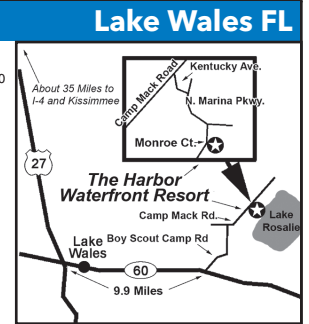 Lake Wales FL
0
About 35 Miles to
I-4 and Kissimmee
Kentucky Ave.
Camp Mack Road
N. Marina Pkwy.
Monroe Ct.
27
The Harbor
Waterfront Resort
Camp Mack Rd.
Lake
Rosalie
Boy Scout Camp Rd
Lake
Wales
60
9.9 Miles